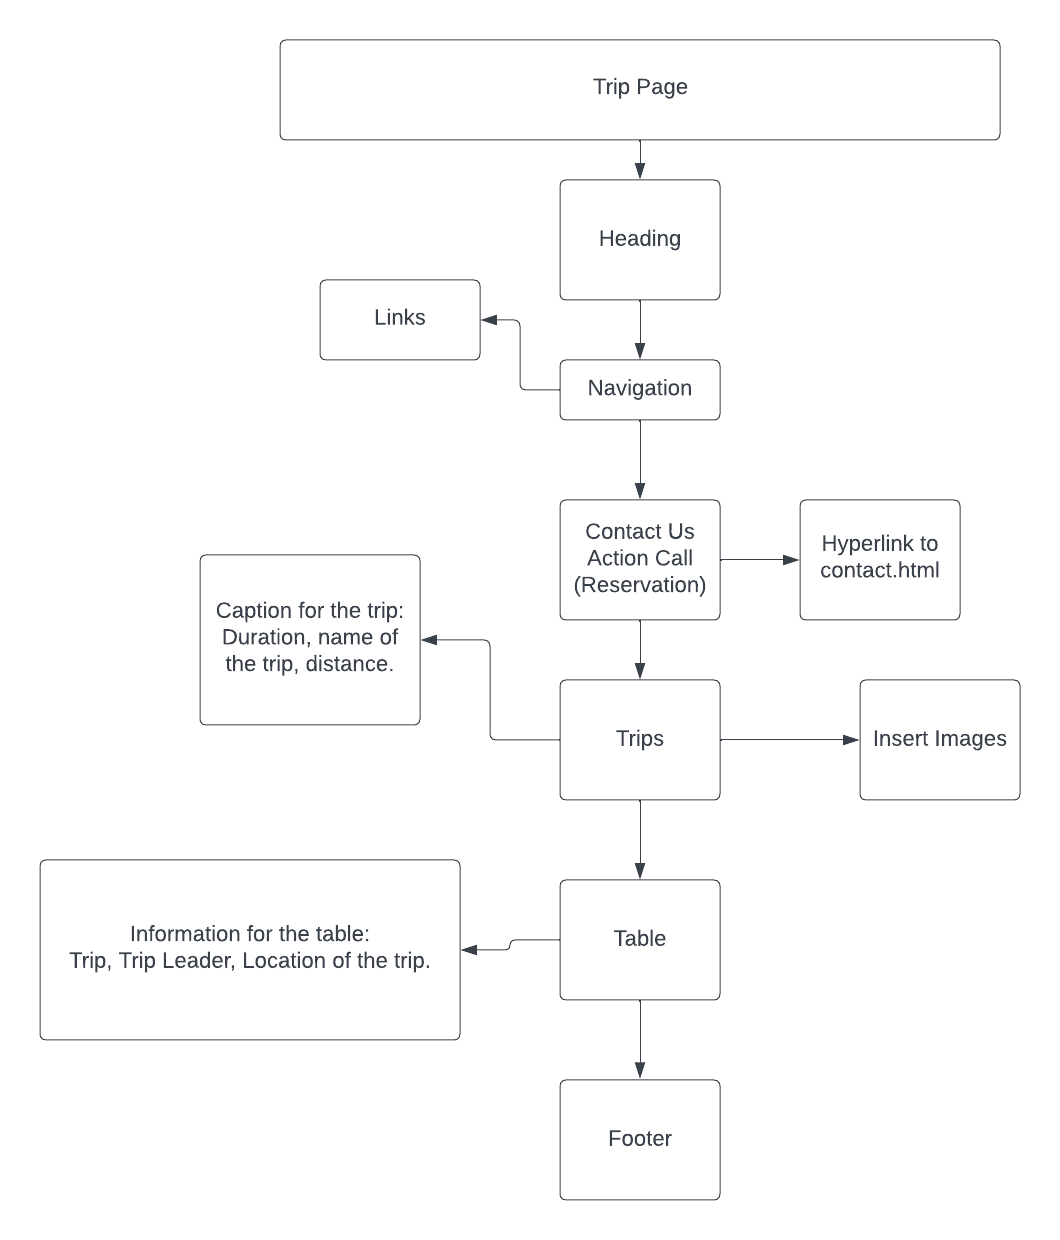 Trip Page
Heading
Links
Navigation
Contact Us
Action Call
(Reservation)
Hyperlink to
contact.html
Caption for the trip:
Duration, name of
the trip, distance.
Trips
Insert Images
Information for the table:
Trip, Trip Leader, Location of the trip.
Table
Footer